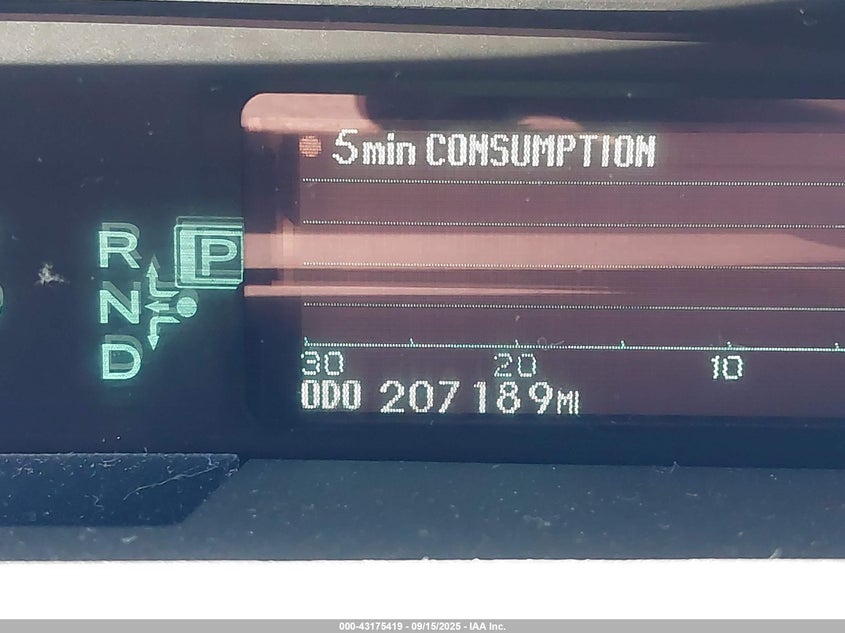 5min CONSUMPTION
R P
N
D
30 20 10
ODO 207189MI
000-43175419 - 09/15/2025 - IAA Inc.